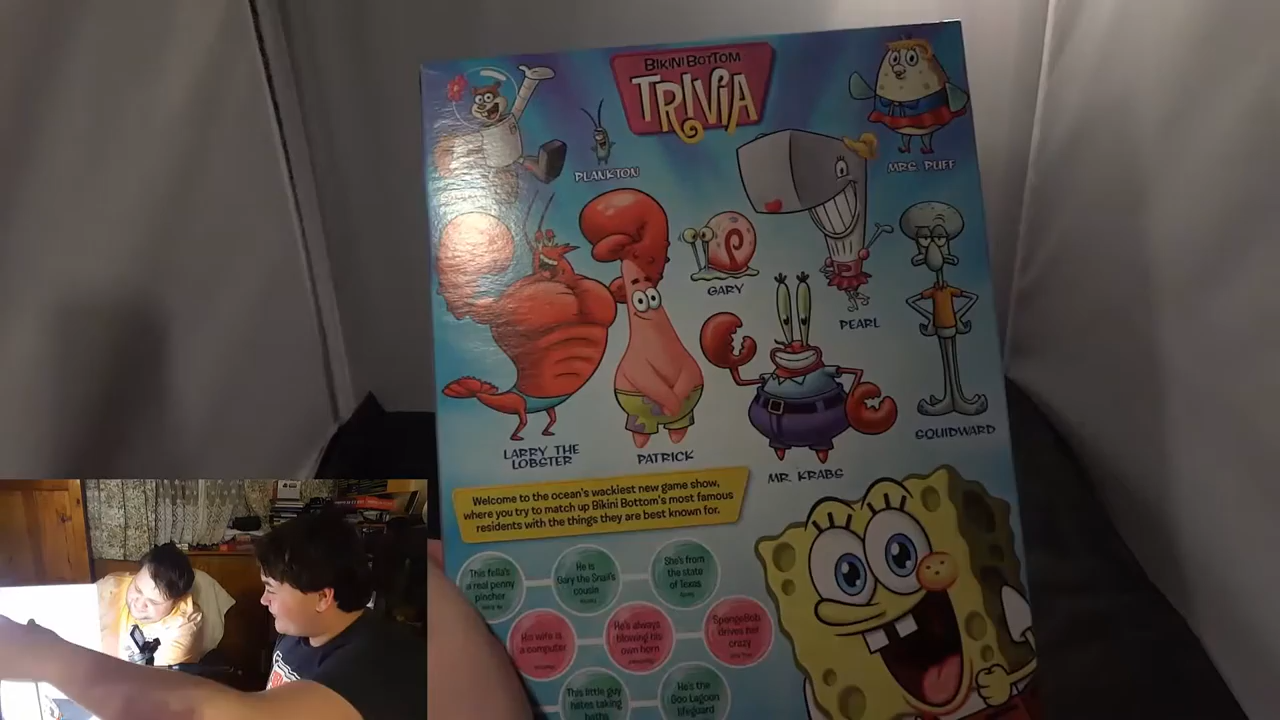 BIKINI BOTTOM
TRIVIA
PLANKTON
MRS. PUFF
GARY
PEARL
SQUIDWARD
LARRY THE
LOBSTER
PATRICK
MR. KRABS
Welcome to the ocean's wackiest new game show,
where you try to match up Bikini Bottom's most famous
residents with the things they are best known for.
This fella's
a real penny
pincher
He is
Gary the Snail's
cousin
She's from
the state
of Texas
His wife is
a computer
He's always
blowing his
own horn
SpongeBob
drives her
crazy
This little guy
hates taking
baths
He's the
Goo Lagoon
lifeguard